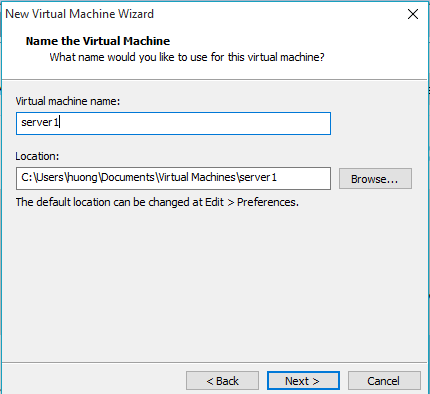 New Virtual Machine Wizard
Name the Virtual Machine
What name would you like to use for this virtual machine?
Virtual machine name:
server1
Location:
C:\Users\huong\Documents\Virtual Machines\server1
Browse...
The default location can be changed at Edit > Preferences.
< Back
Next >
Cancel